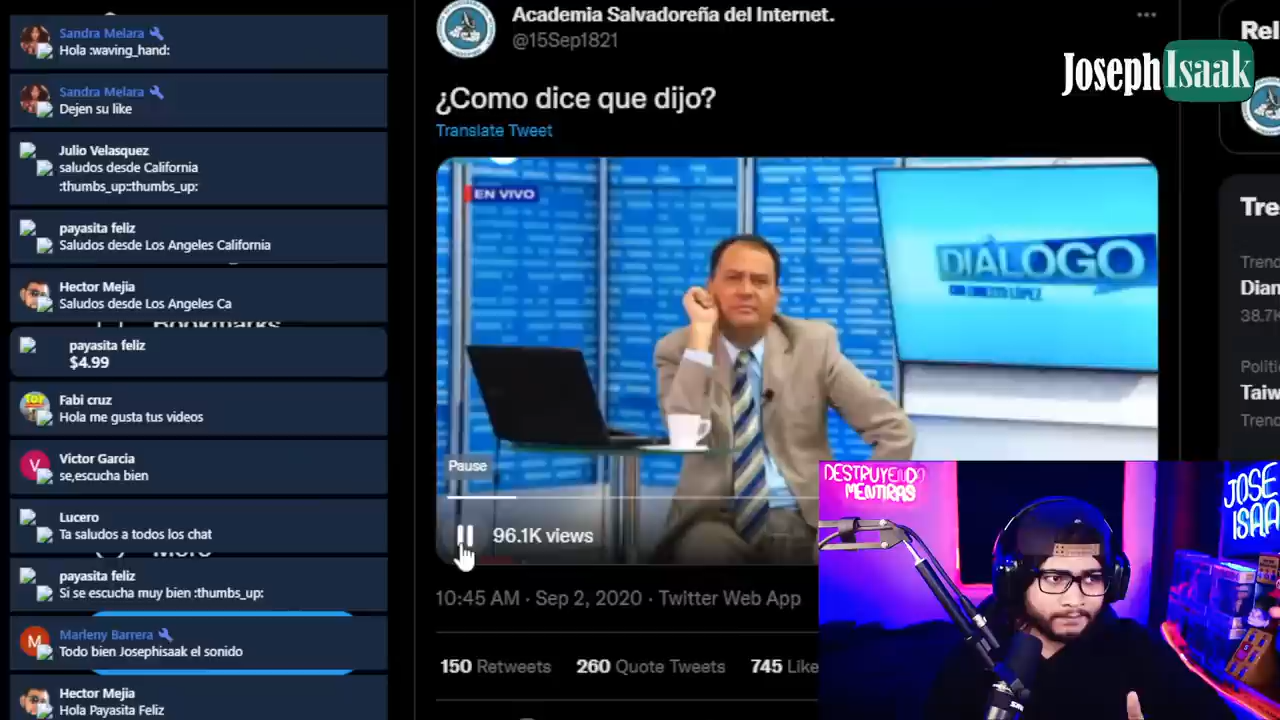 Sandra Melara
Hola :waving_hand:
Sandra Melara
Dejen su like
Julio Velasquez
saludos desde California
:thumbs_up:thumbs_up:
payasita feliz
Saludos desde Los Angeles California
Hector Mejia
Saludos desde Los Angeles Ca
Bookmarks
payasita feliz
$4.99
Fabi cruz
Hola me gusta tus videos
V
Victor Garcia
se,escucha bien
Lucero
Ta saludos a todos los chat
More
payasita feliz
Si se escucha muy bien :thumbs_up:
M
Marleny Barrera
Todo bien Josephisaak el sonido
Hector Mejia
Hola Payasita Feliz
Academia Salvadoreña del Internet.
@15Sep1821
¿Como dice que dijo?
Translate Tweet
EN VIVO
DIÁLOGO
Pause
96.1K views
10:45 AM · Sep 2, 2020 · Twitter Web App
150 Retweets 260 Quote Tweets 745 Like
JosephIsaak
Rel
Tre
Trend
Dian
38.7K
Politi
Taiw
Trend
DESTRUYENDO
MENTIRAS
JOSE
ISAA